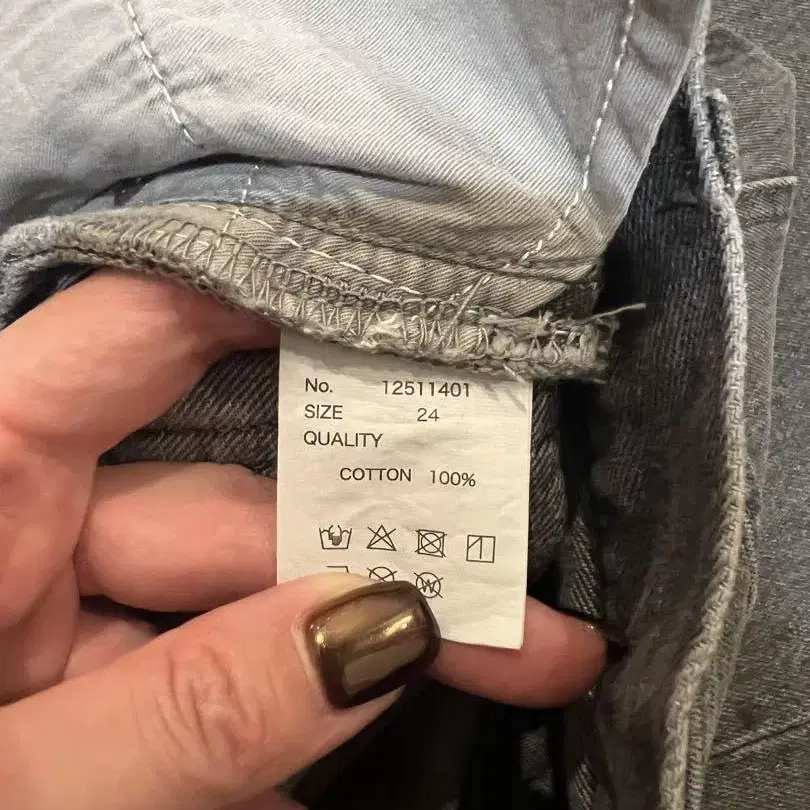 No. 12511401
SIZE 24
QUALITY
COTTON 100%
W